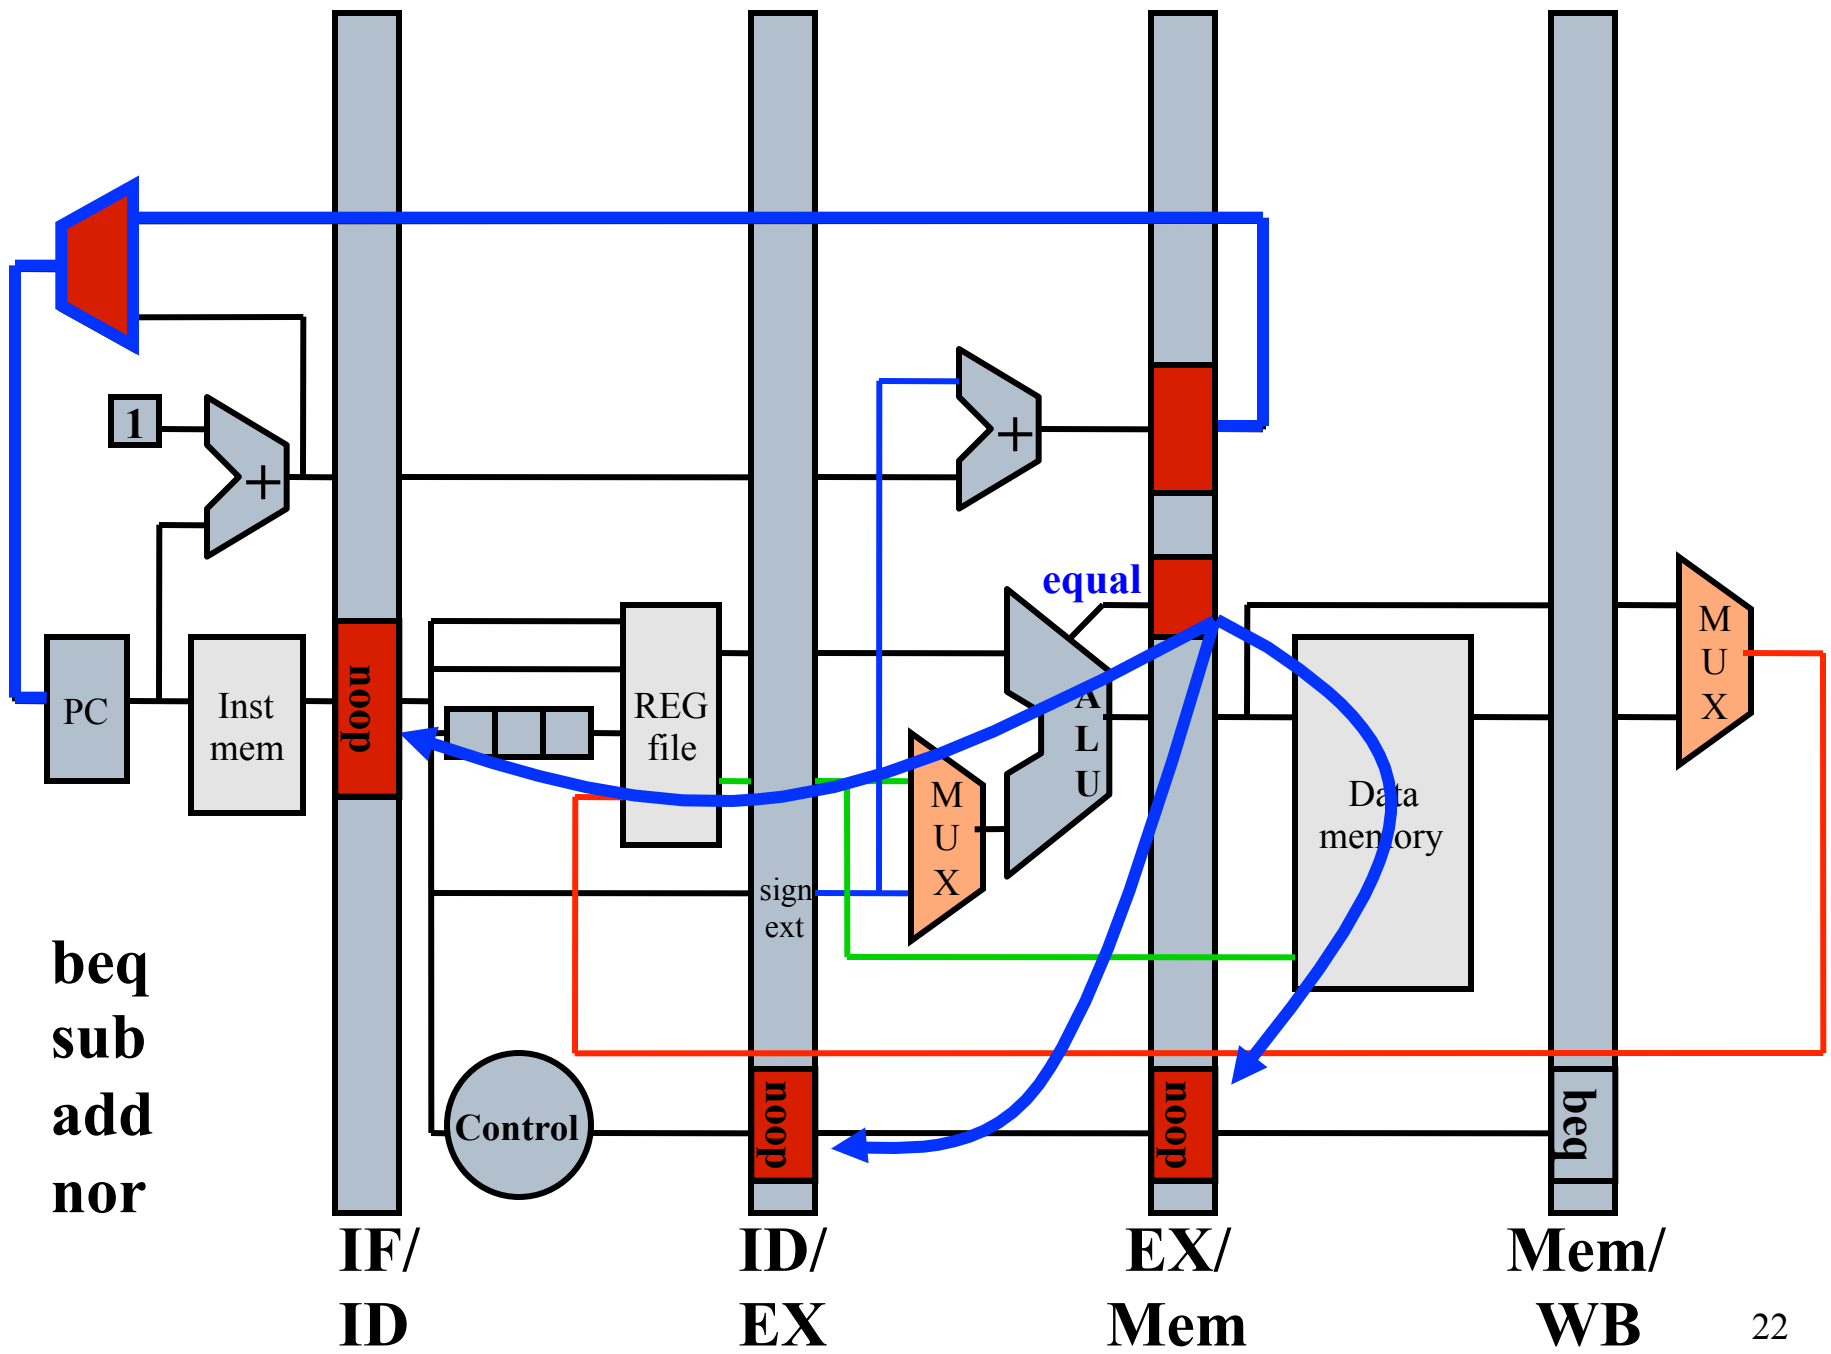 1
+
+
equal
PC
Inst
mem
noop
REG
file
M
U
X
A
L
U
Data
memory
M
U
X
sign
ext
beq
sub
add
nor
Control
noop
noop
beq
IF/
ID
ID/
EX
EX/
Mem
Mem/
WB
22